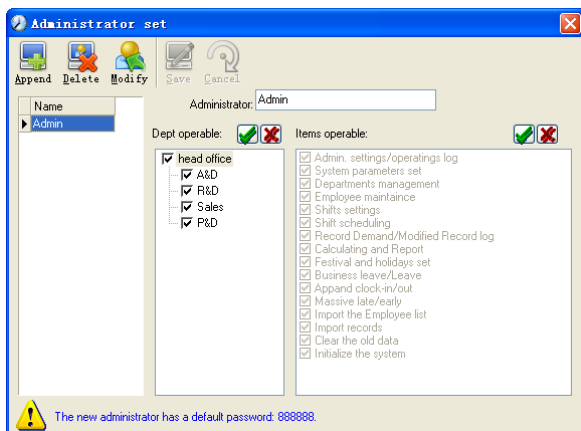 Administrator set
Append Delete Modify Save Cancel
Name
Admin
Administrator: Admin
Dept operable:
head office
A&D
R&D
Sales
P&D
Items operable:
Admin. settings/operatings log
System parameters set
Departments management
Employee maintaince
Shifts settings
Shift scheduling
Record Demand/Modified Record log
Calculating and Report
Festival and holidays set
Business leave/Leave
Appand clock-in/out
Massive late/early
Import the Employee list
Import records
Clear the old data
Initialize the system
The new administrator has a default password: 888888.